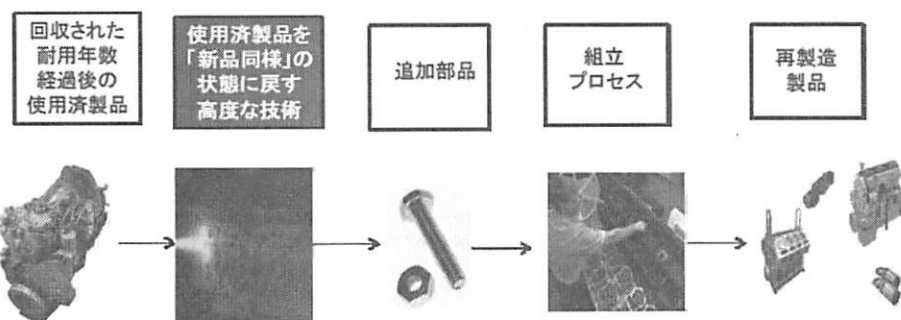 回収された
耐用年数
経過後の
使用済製品
使用済製品を
「新品同様」の
状態に戻す
高度な技術
追加部品
組立
プロセス
再製造
製品